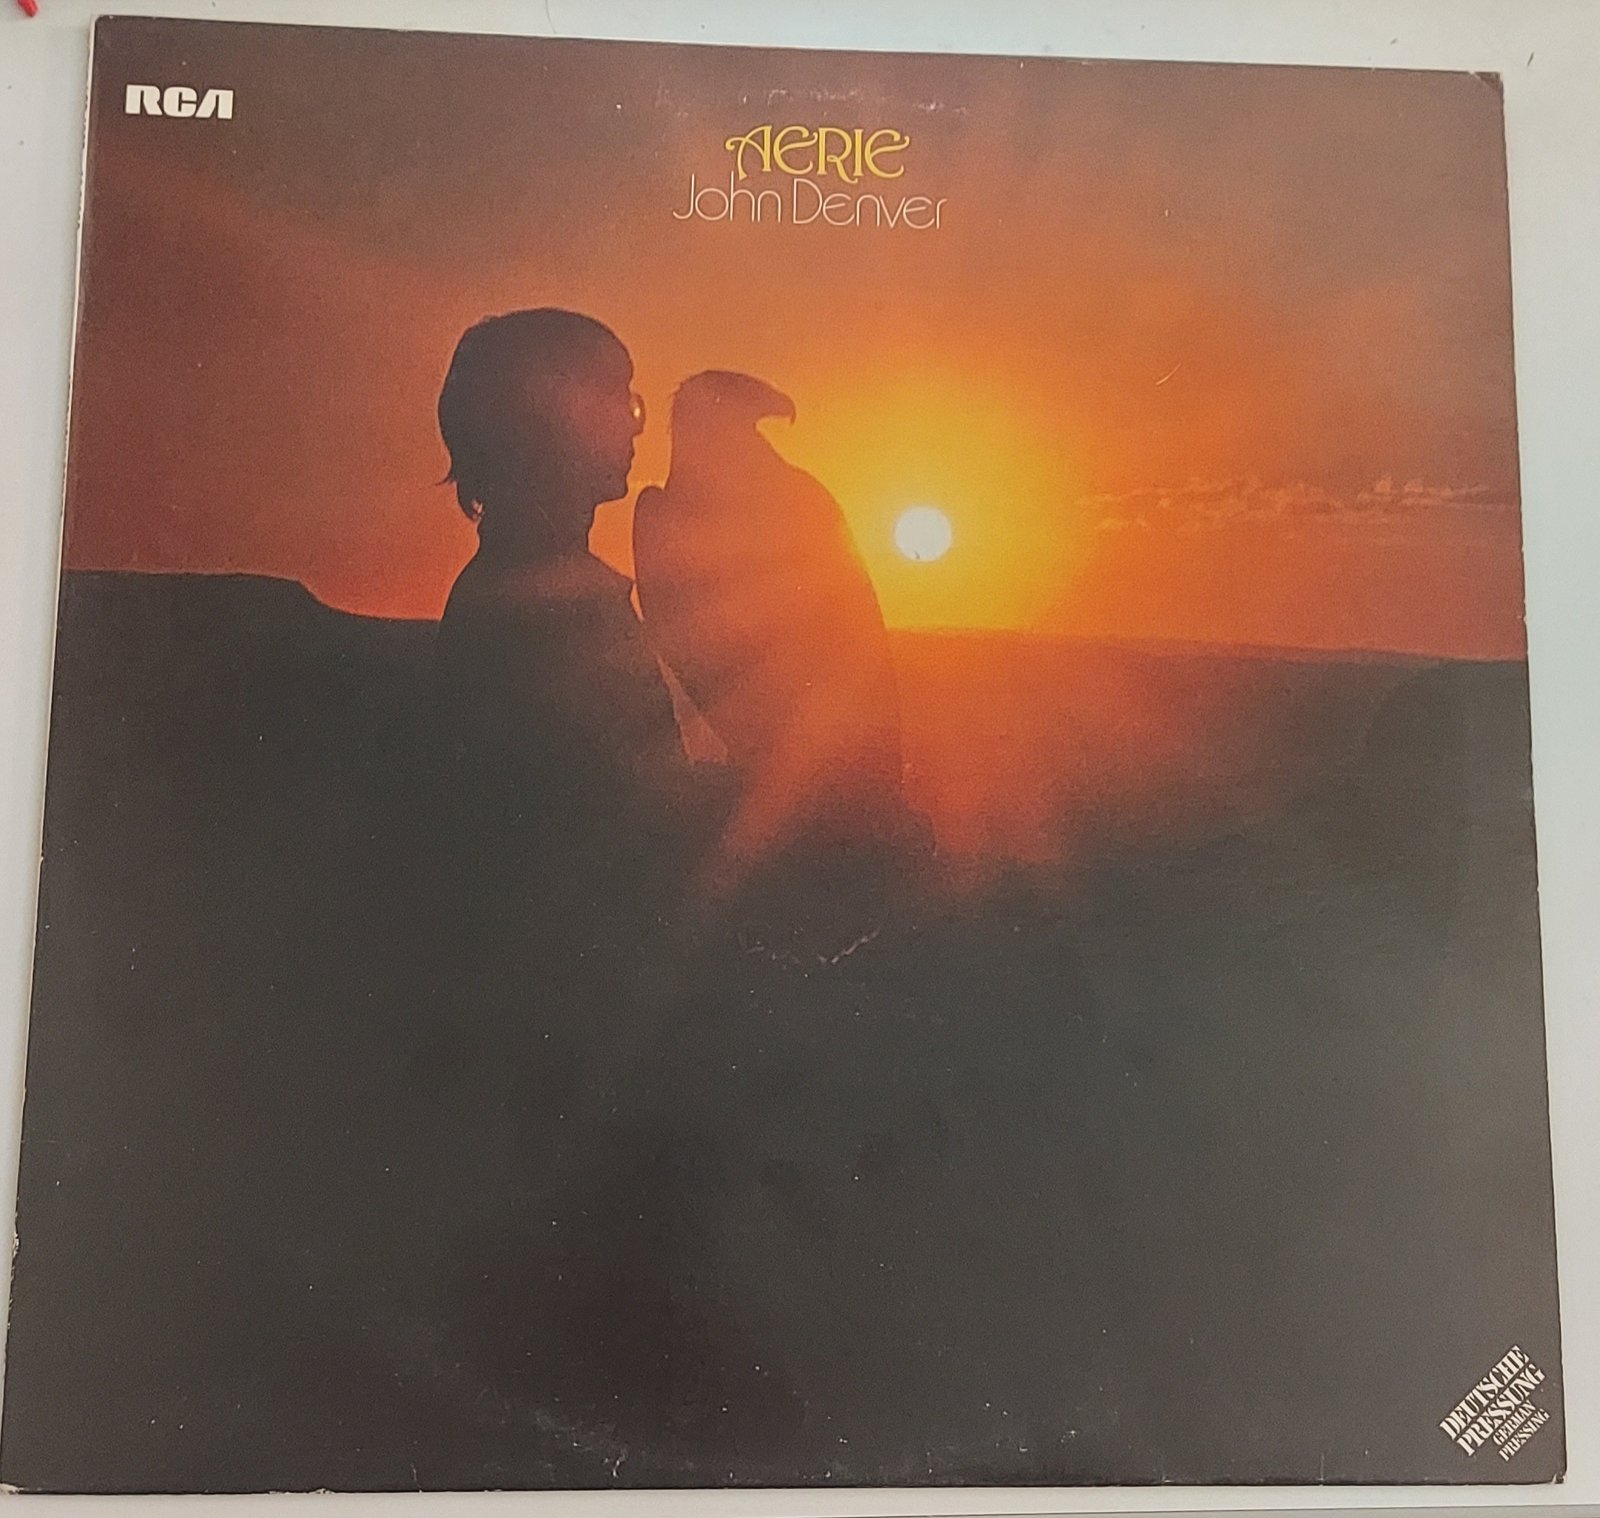 RCA
AERIE
John Denver
DEUTSCHE
PRESSUNG
GERMAN
PRESSING